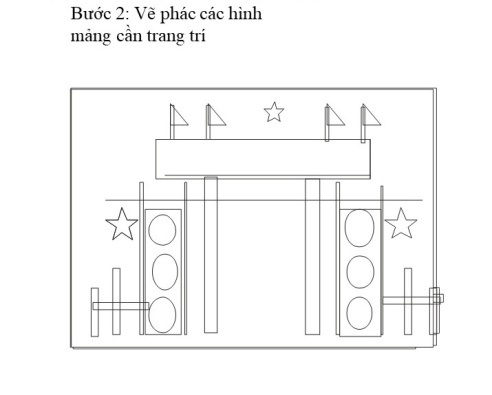 Bước 2: Vẽ phác các hình
mảng cần trang trí